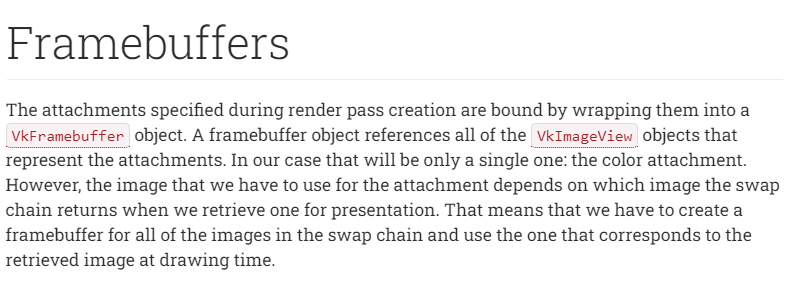 Framebuffers
The attachments specified during render pass creation are bound by wrapping them into a
VkFramebuffer object. A framebuffer object references all of the VkImageView objects that
represent the attachments. In our case that will be only a single one: the color attachment.
However, the image that we have to use for the attachment depends on which image the swap
chain returns when we retrieve one for presentation. That means that we have to create a
framebuffer for all of the images in the swap chain and use the one that corresponds to the
retrieved image at drawing time.